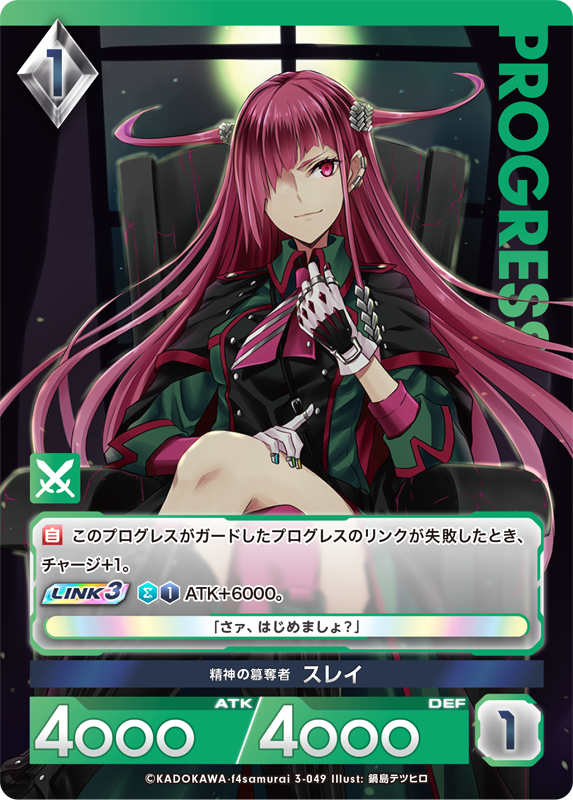 1
PROGRESS
自 このプログレスがガードしたプログレスのリンクが失敗したとき、
チャージ+1。
LINK3 Σ 1 ATK+6000。
「さァ、はじめましょ?」
精神の簒奪者 スレイ
ATK DEF
4000 / 4000 1
©KADOKAWA・f4samurai 3-049 Illust: 鍋島テツヒロ